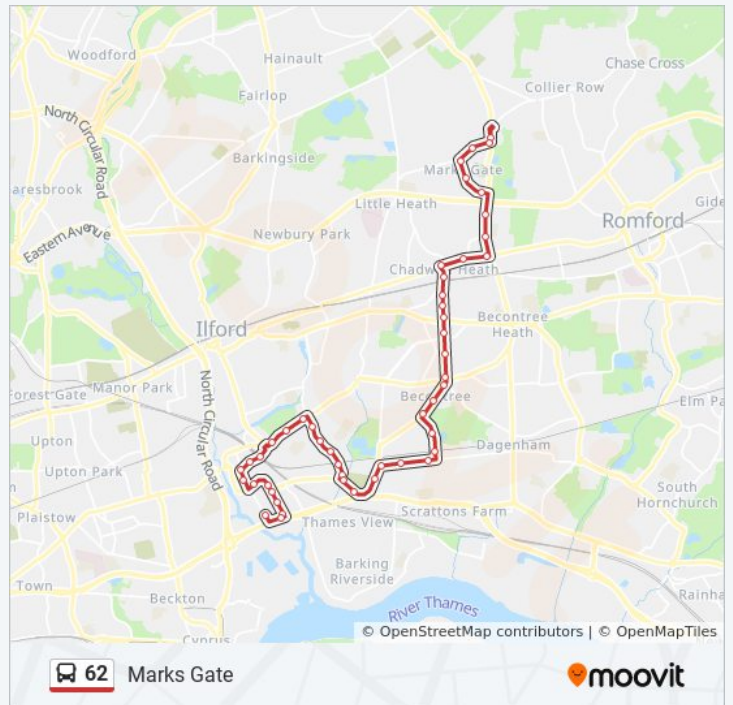 Woodford
Hainault
Chase Cross
Fairlop
Collier Row
North Circular Road
Barkingside
Marks Gate
aresbrook
Little Heath
Gide
Romford
Eastern Avenue
Newbury Park
Chadwell Heath
Ilford
Becontree
Heath
Forest Gate
Manor Park
North Circular Road
Becontree
Elm Pa
Upton
Dagenham
Upton Park
South
Hornchurch
Plaistow
Scrattons Farm
Thames View
Barking
Riverside
Town
Beckton
Rainha
River Thames
Cyprus
© OpenStreetMap contributors | © OpenMapTiles
62 Marks Gate
moovit